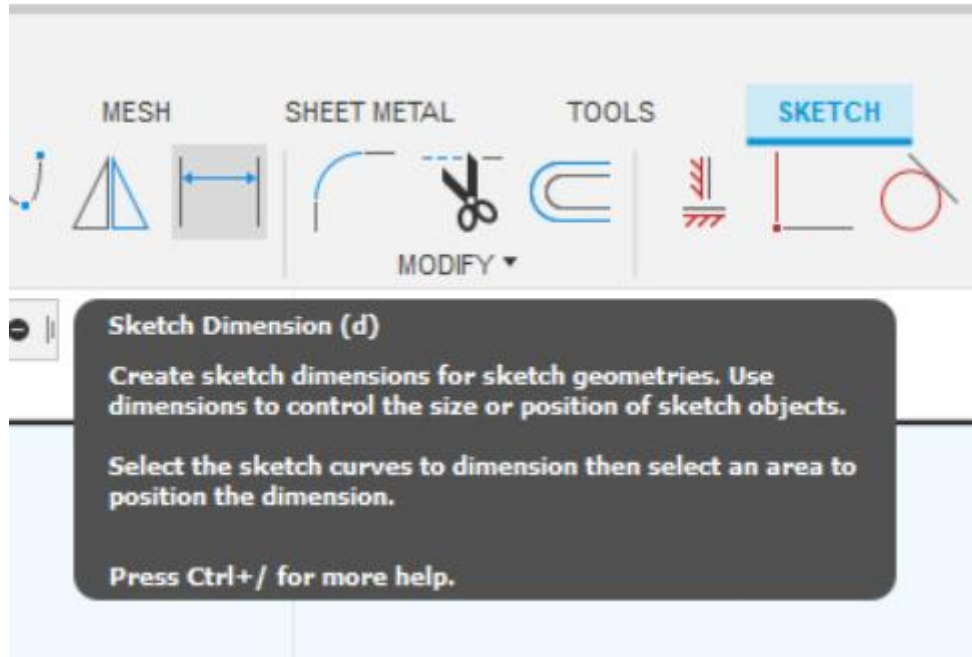 MESH SHEET METAL TOOLS SKETCH
MODIFY
Sketch Dimension (d)
Create sketch dimensions for sketch geometries. Use
dimensions to control the size or position of sketch objects.
Select the sketch curves to dimension then select an area to
position the dimension.
Press Ctrl+/ for more help.